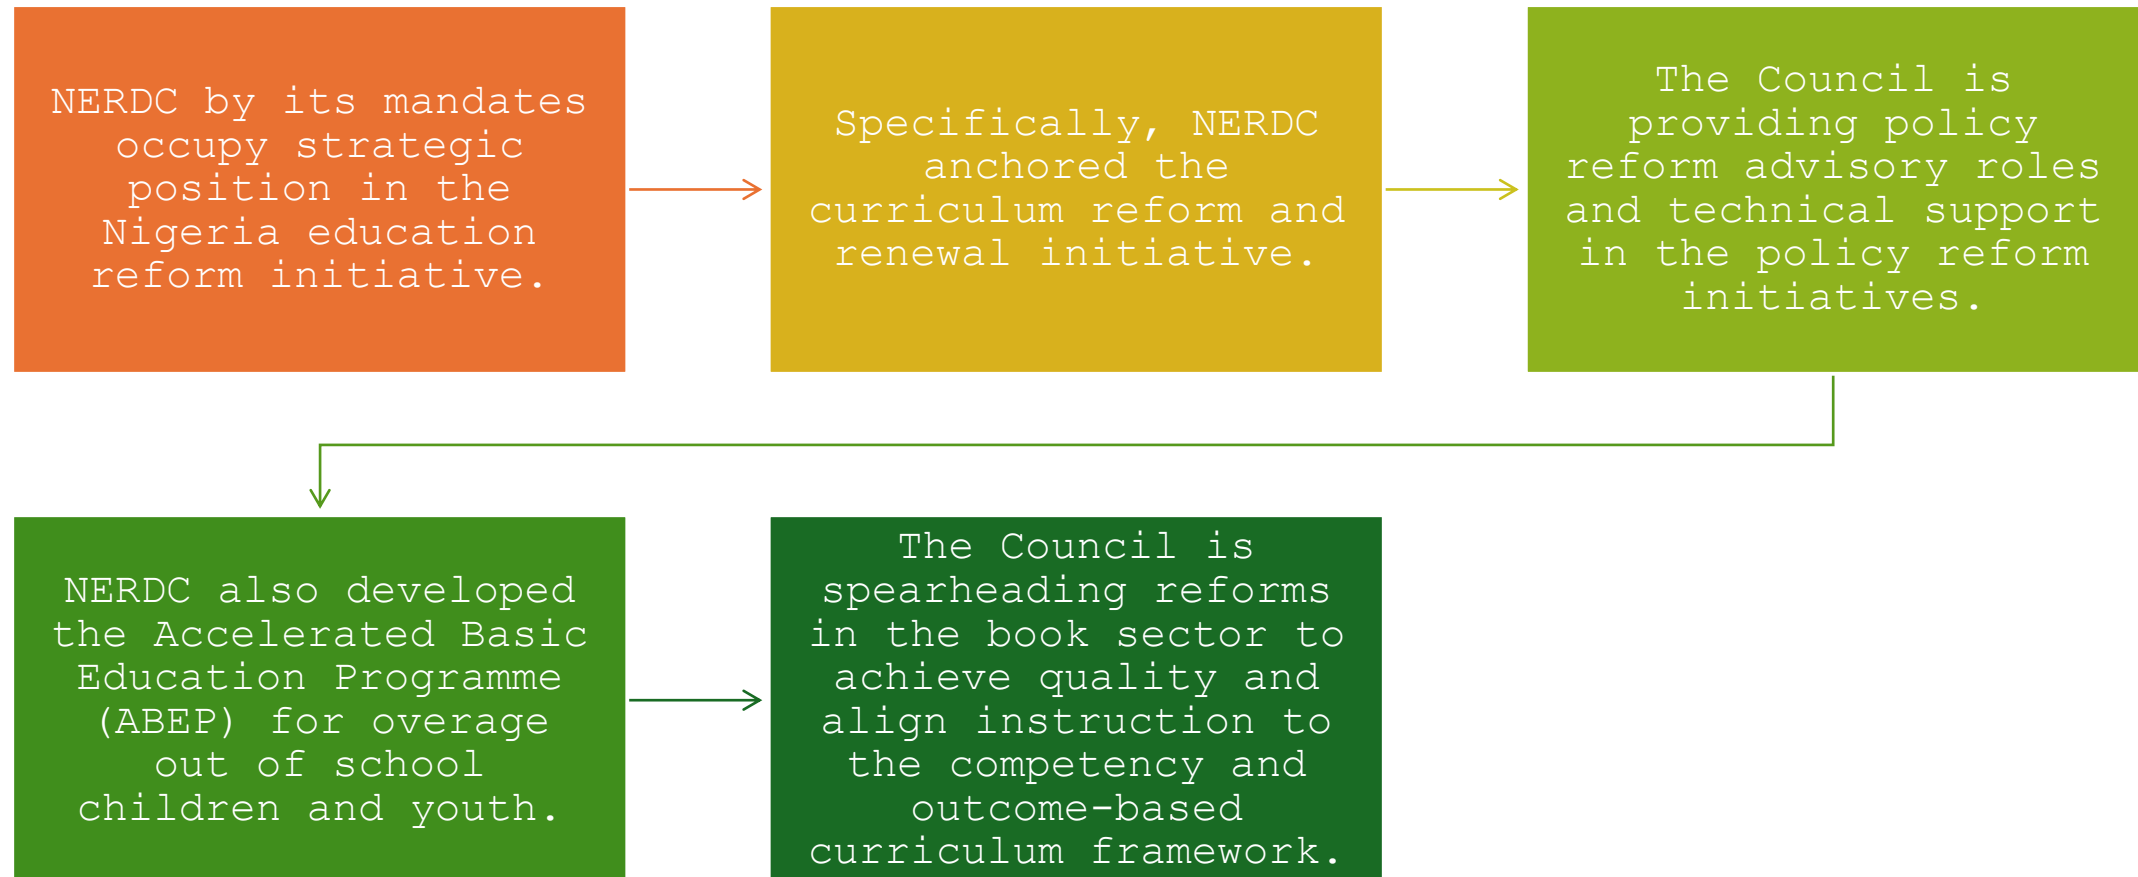 NERDC by its mandates
occupy strategic
position in the
Nigeria education
reform initiative.
Specifically, NERDC
anchored the
curriculum reform and
renewal initiative.
The Council is
providing policy
reform advisory roles
and technical support
in the policy reform
initiatives.
NERDC also developed
the Accelerated Basic
Education Programme
(ABEP) for overage
out of school
children and youth.
The Council is
spearheading reforms
in the book sector to
achieve quality and
align instruction to
the competency and
outcome-based
curriculum framework.